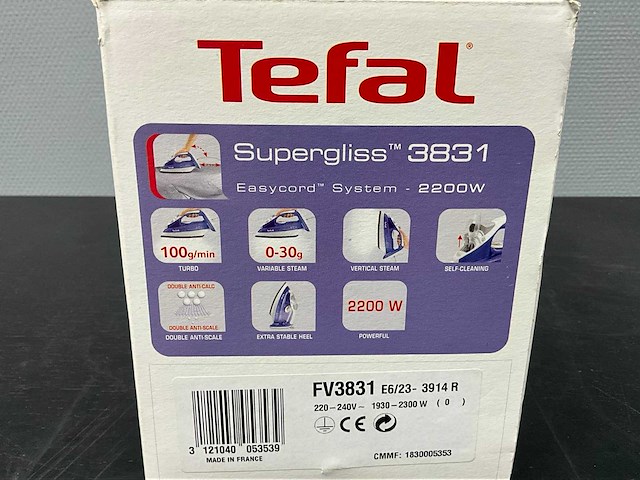 Tefal®
Supergliss™ 3831
Easycord™ System - 2200W
100g/min
TURBO
0-30g
VARIABLE STEAM
VERTICAL STEAM
SELF-CLEANING
DOUBLE ANTI-CALC
DOUBLE ANTI-SCALE
DOUBLE ANTI-SCALE
EXTRA STABLE HEEL
2200 W
POWERFUL
FV3831 E6/23- 3914 R
220-240V~ 1930-2300 W ( 0 )
CE
3 121040 053539
MADE IN FRANCE
CMMF: 1830005353